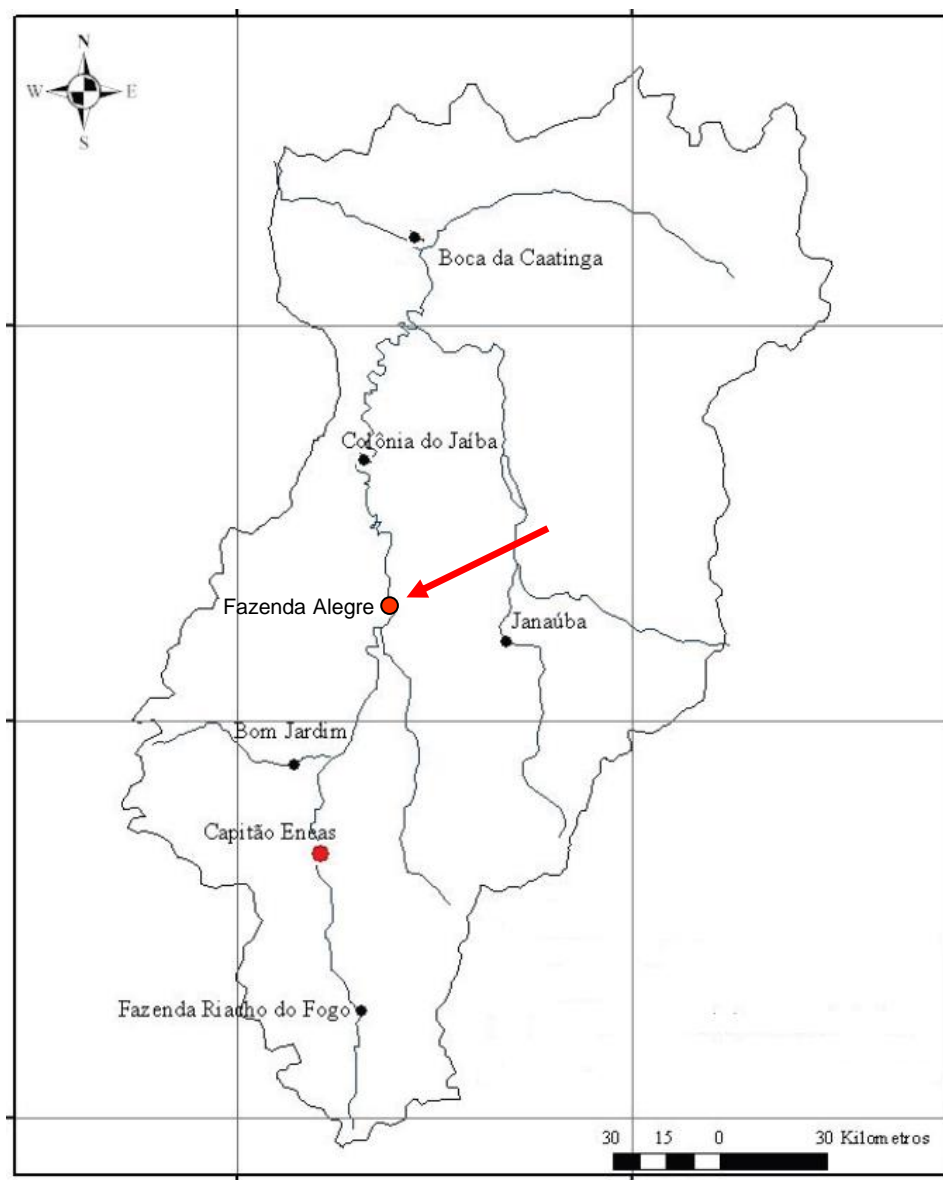 N
W E
S
Boca da Caatinga
Colônia do Jaíba
Fazenda Alegre
Janaúba
Bom Jardim
Capitão Enéas
Fazenda Riacho do Fogo
30 15 0 30 Kilometros